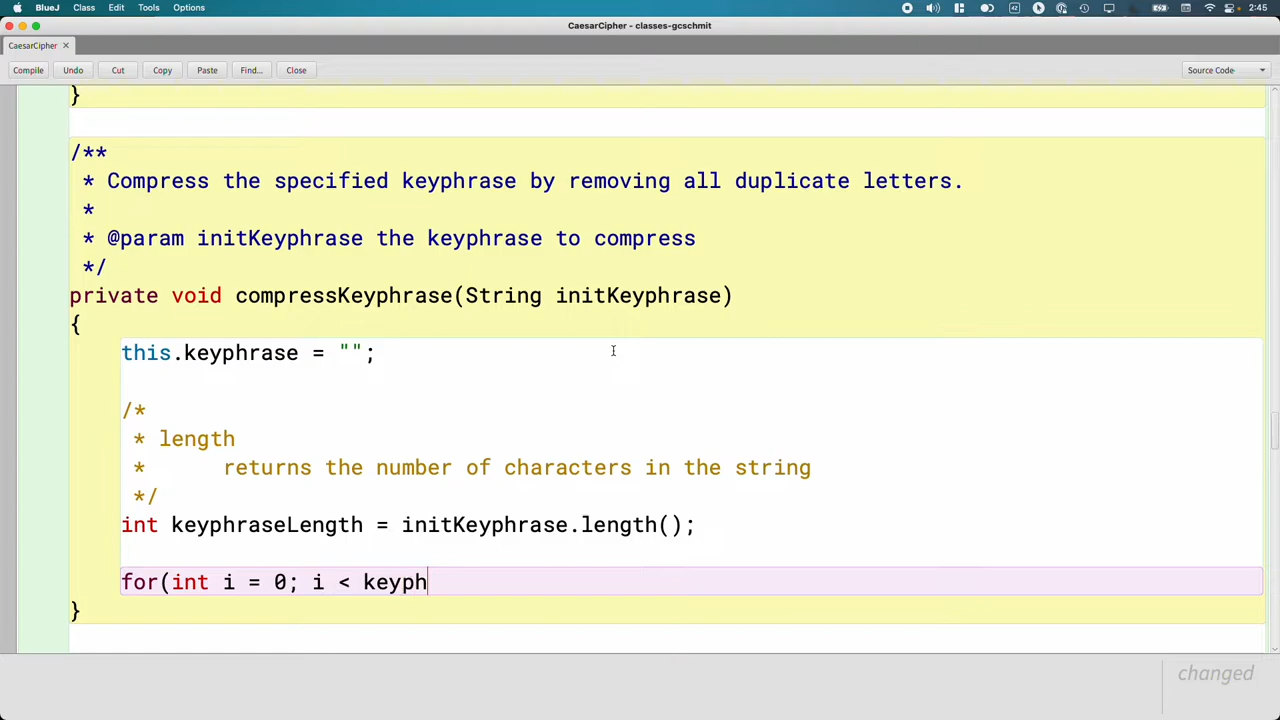 BlueJ Class Edit Tools Options 42 2:45
CaesarCipher - classes-gcschmit
CaesarCipher ×
Compile Undo Cut Copy Paste Find... Close Source Code
}
/**
 * Compress the specified keyphrase by removing all duplicate letters.
 *
 * @param initKeyphrase the keyphrase to compress
 */
private void compressKeyphrase(String initKeyphrase)
{
this.keyphrase = "";
/*
 * length
 *      returns the number of characters in the string
 */
int keyphraseLength = initKeyphrase.length();
for(int i = 0; i < keyph
}
changed